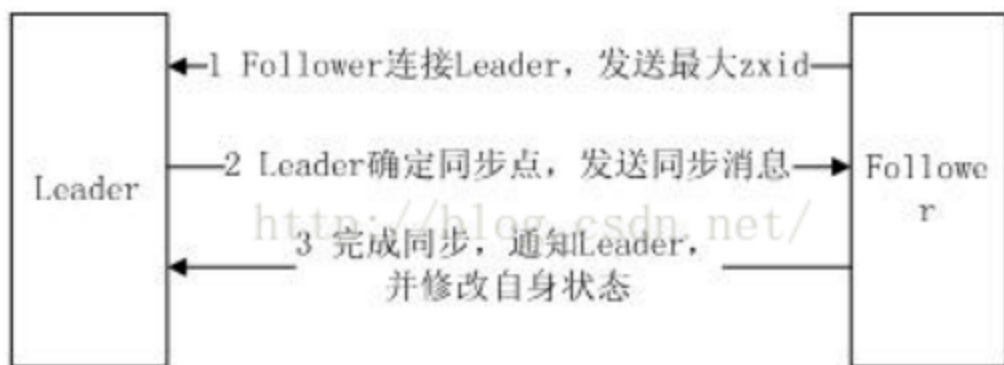 1 Follower连接Leader，发送最大zxid
2 Leader确定同步点，发送同步消息
Leader
Followe
r
http://blog.csdn.net/
3 完成同步，通知Leader，
并修改自身状态